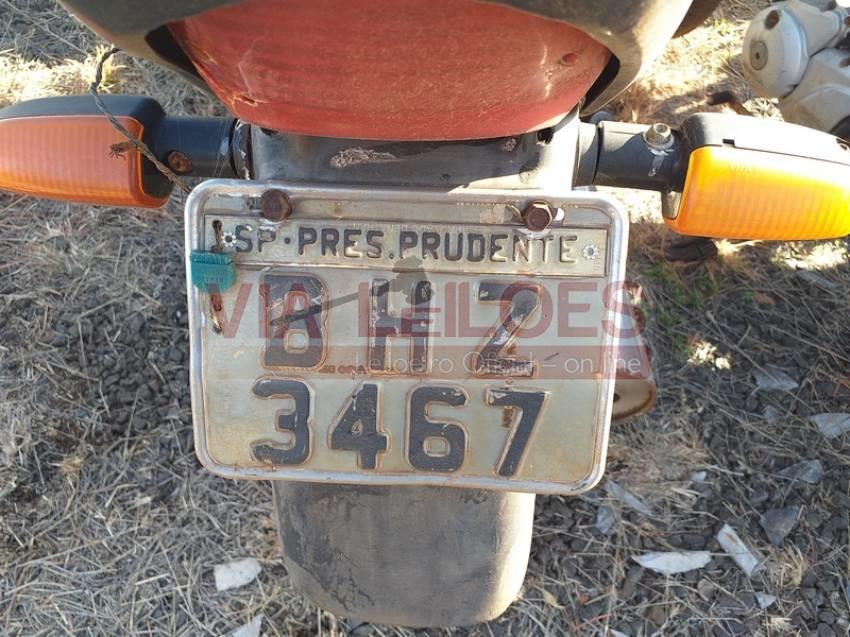 SP·PRES.PRUDENTE
BHZ
3467
VIA LEILÕES
Leiloeiro Oficial – on line